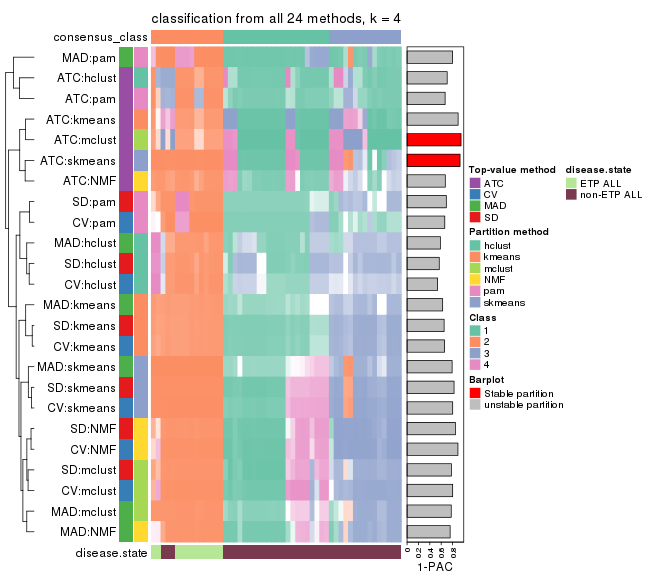 classification from all 24 methods, k = 4
consensus_class
MAD:pam
ATC:hclust
ATC:pam
ATC:kmeans
ATC:mclust
ATC:skmeans
ATC:NMF
SD:pam
CV:pam
MAD:hclust
SD:hclust
CV:hclust
MAD:kmeans
SD:kmeans
CV:kmeans
MAD:skmeans
SD:skmeans
CV:skmeans
SD:NMF
CV:NMF
SD:mclust
CV:mclust
MAD:mclust
MAD:NMF
disease.state
0 0.2 0.4 0.6 0.8
1-PAC
Top-value method
ATC
CV
MAD
SD
Partition method
hclust
kmeans
mclust
NMF
pam
skmeans
Class
1
2
3
4
Barplot
Stable partition
unstable partition
disease.state
ETP ALL
non-ETP ALL